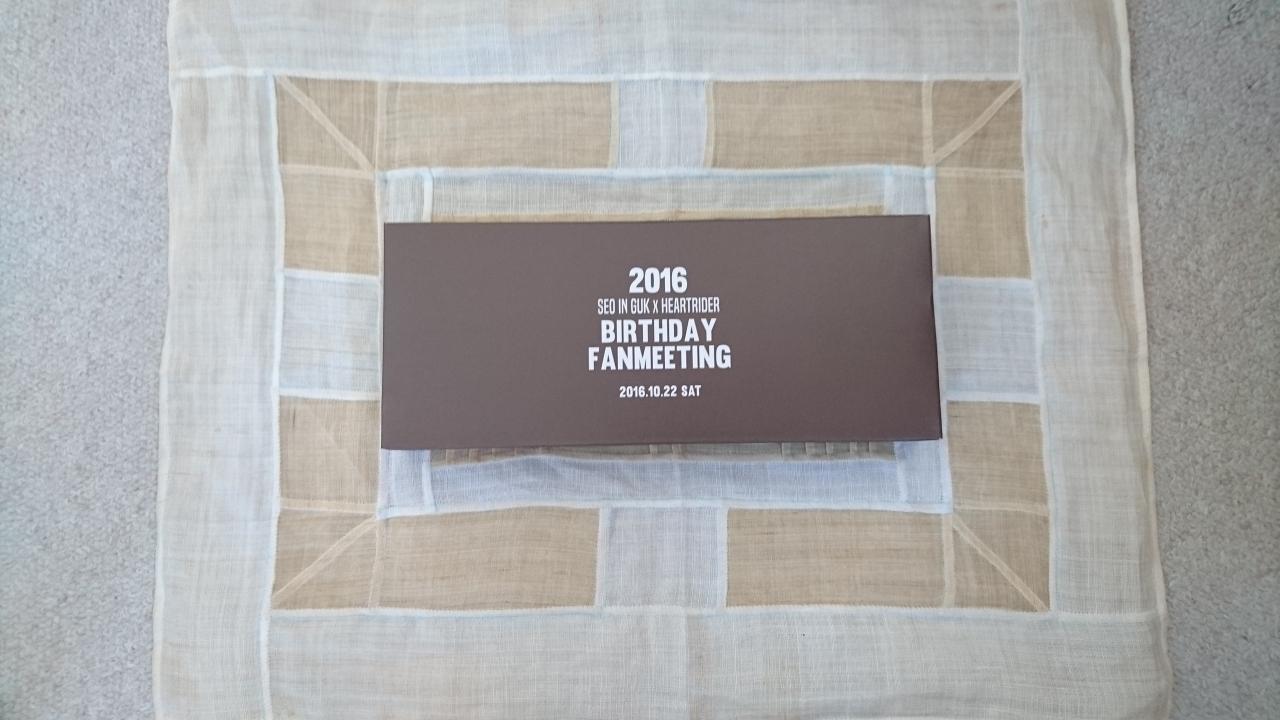 2016
SEO IN GUK X HEARTRIDER
BIRTHDAY
FANMEETING
2016.10.22 SAT